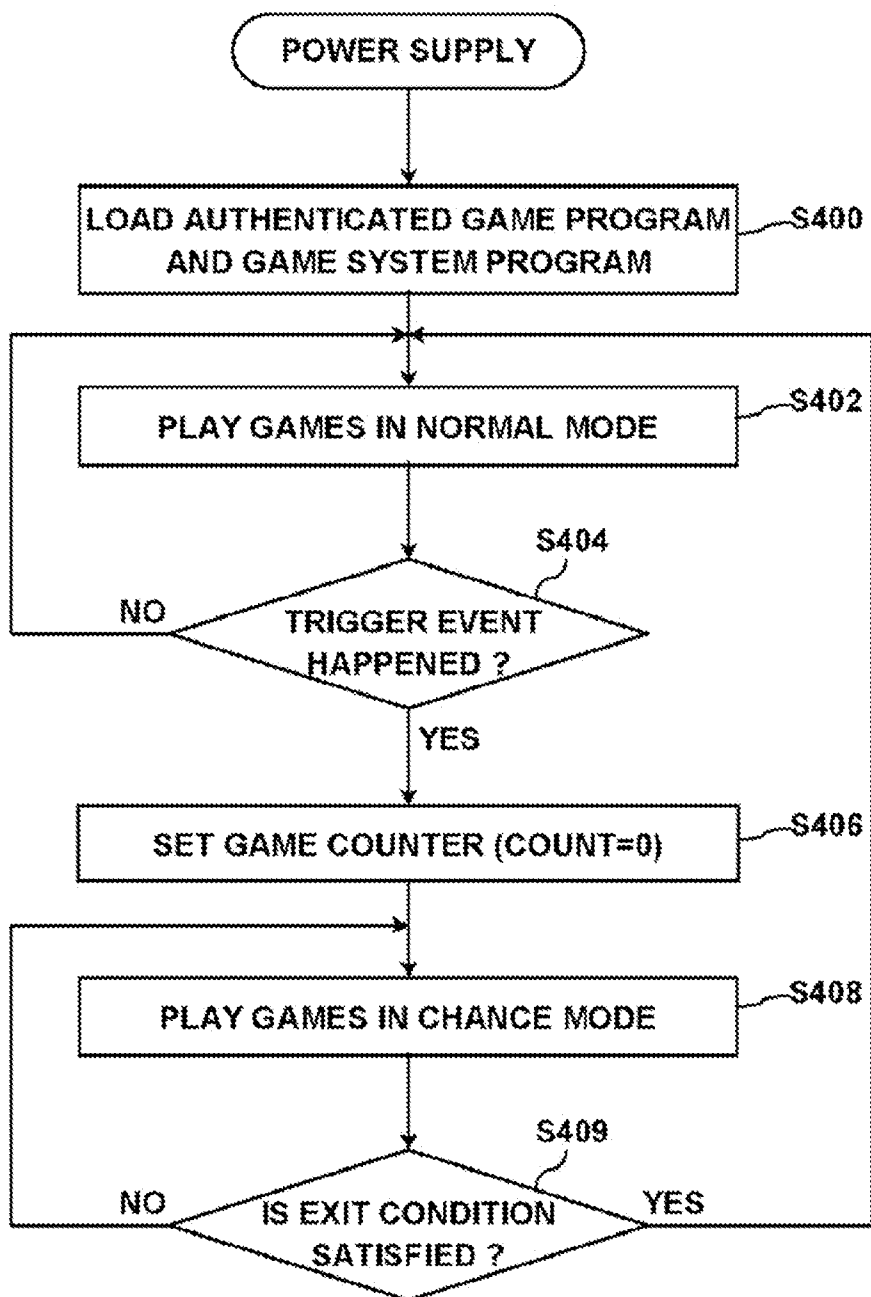 POWER SUPPLY
LOAD AUTHENTICATED GAME PROGRAM
AND GAME SYSTEM PROGRAM
S400
PLAY GAMES IN NORMAL MODE
S402
S404
NO
TRIGGER EVENT
HAPPENED ?
YES
SET GAME COUNTER (COUNT=0)
S406
PLAY GAMES IN CHANCE MODE
S408
S409
NO
IS EXIT CONDITION
SATISFIED ?
YES